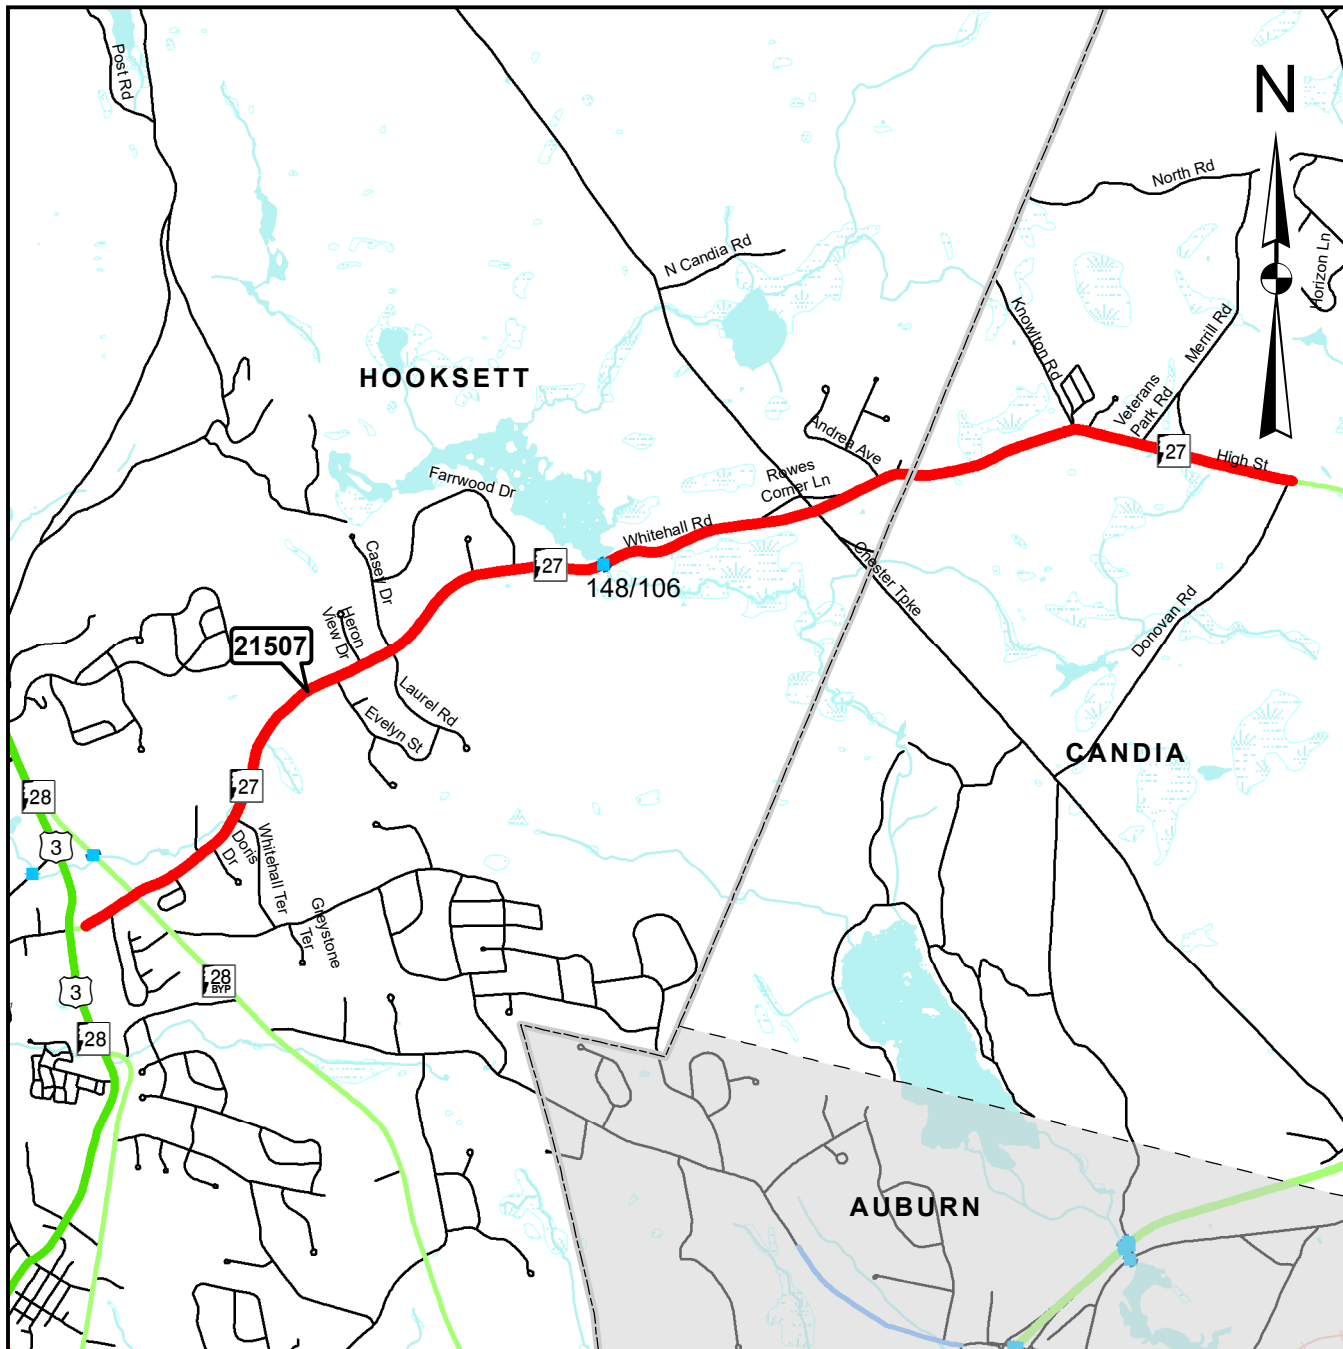 Post Rd
N
North Rd
Horizon Ln
N Candia Rd
Knowlton Rd
Merrill Rd
HOOKSETT
Veterans
Park Rd
Andrea Ave
27
High St
Rowes
Corner Ln
Farrwood Dr
Whitehall Rd
27
148/106
Casey Dr
Chester Tpke
Donovan Rd
Heron
View Dr
21507
Laurel Rd
Evelyn St
CANDIA
27
28
3
Doris
Dr
Whitehall Ter
Greystone
Ter
28
BYP
3
28
AUBURN